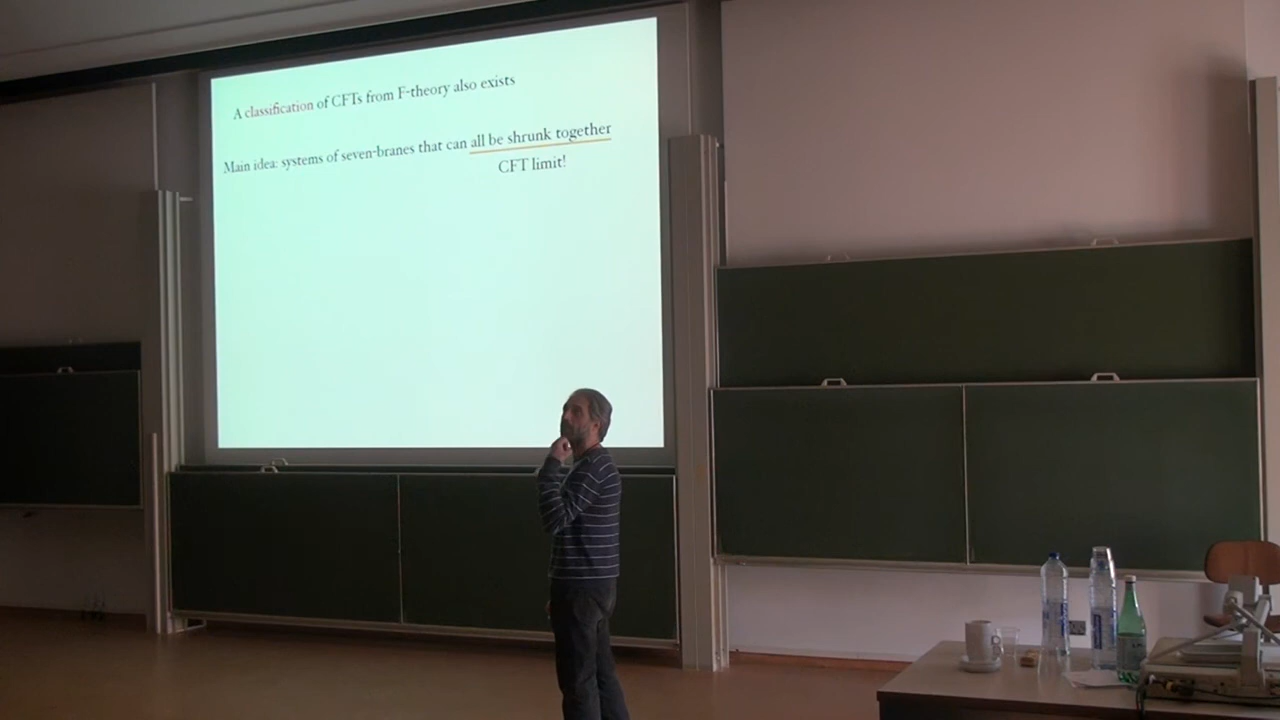 A classification of CFTs from F-theory also exists
Main idea: systems of seven-branes that can all be shrunk together
CFT limit!